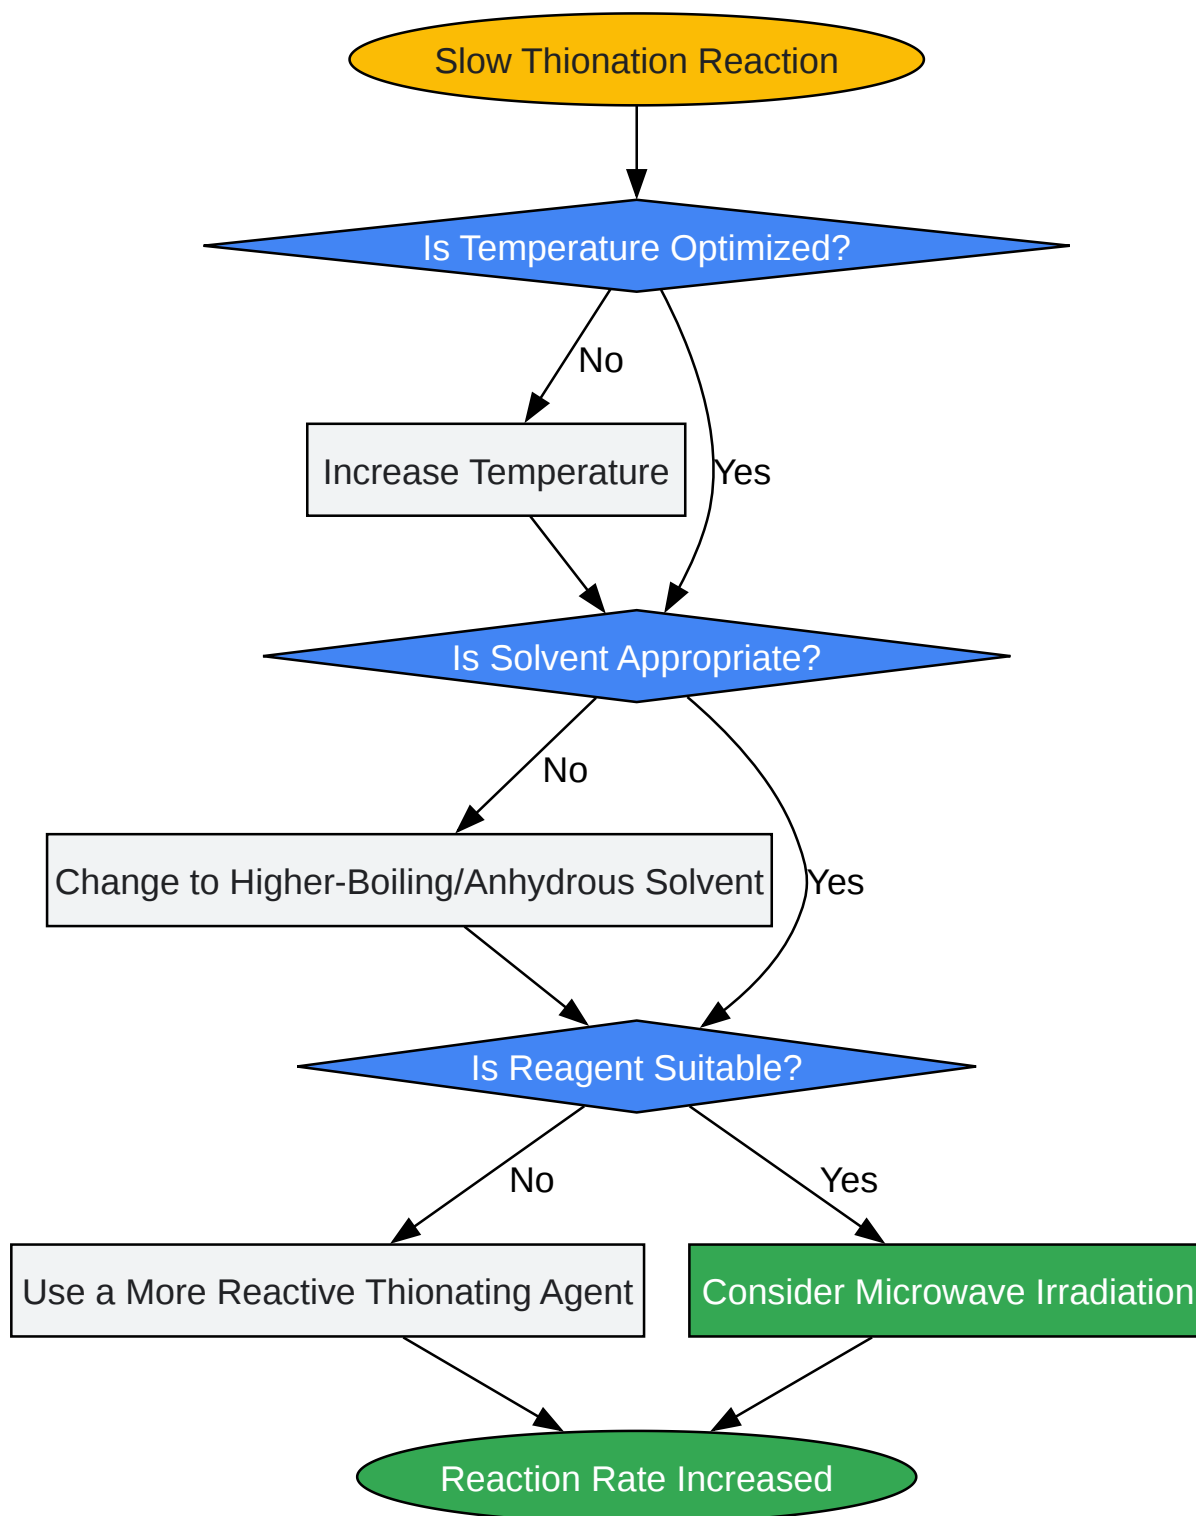 Slow Thionation Reaction
Is Temperature Optimized?
No
Increase Temperature
Yes
Is Solvent Appropriate?
No
Change to Higher-Boiling/Anhydrous Solvent
Yes
Is Reagent Suitable?
No
Yes
Use a More Reactive Thionating Agent
Consider Microwave Irradiation
Reaction Rate Increased